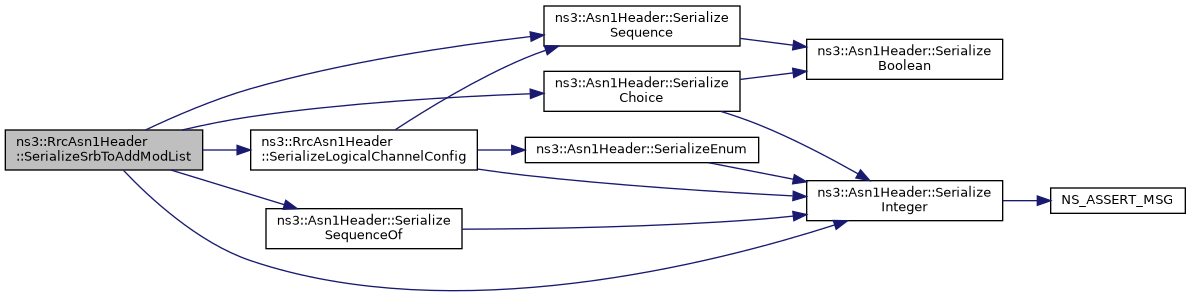 ns3::RrcAsn1Header
::SerializeSrbToAddModList
ns3::RrcAsn1Header
::SerializeLogicalChannelConfig
ns3::Asn1Header::Serialize
SequenceOf
ns3::Asn1Header::Serialize
Sequence
ns3::Asn1Header::Serialize
Choice
ns3::Asn1Header::SerializeEnum
ns3::Asn1Header::Serialize
Boolean
ns3::Asn1Header::Serialize
Integer
NS_ASSERT_MSG